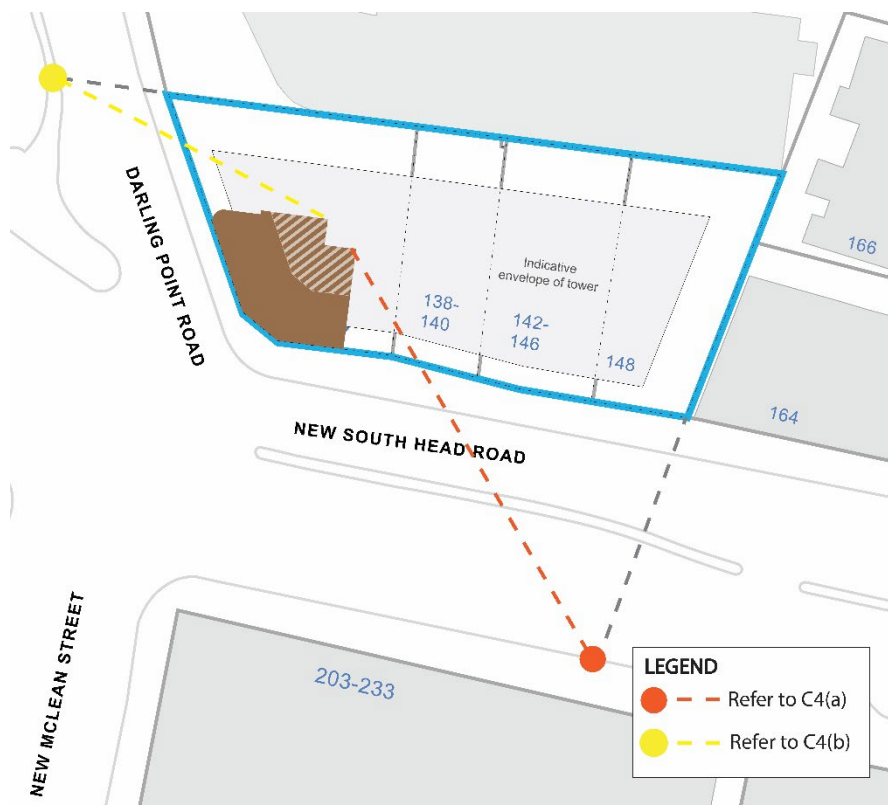 DARLING POINT ROAD
166
Indicative
envelope of tower
138-
140
142-
146
148
164
NEW SOUTH HEAD ROAD
NEW MCLEAN STREET
203-233
LEGEND
Refer to C4(a)
Refer to C4(b)